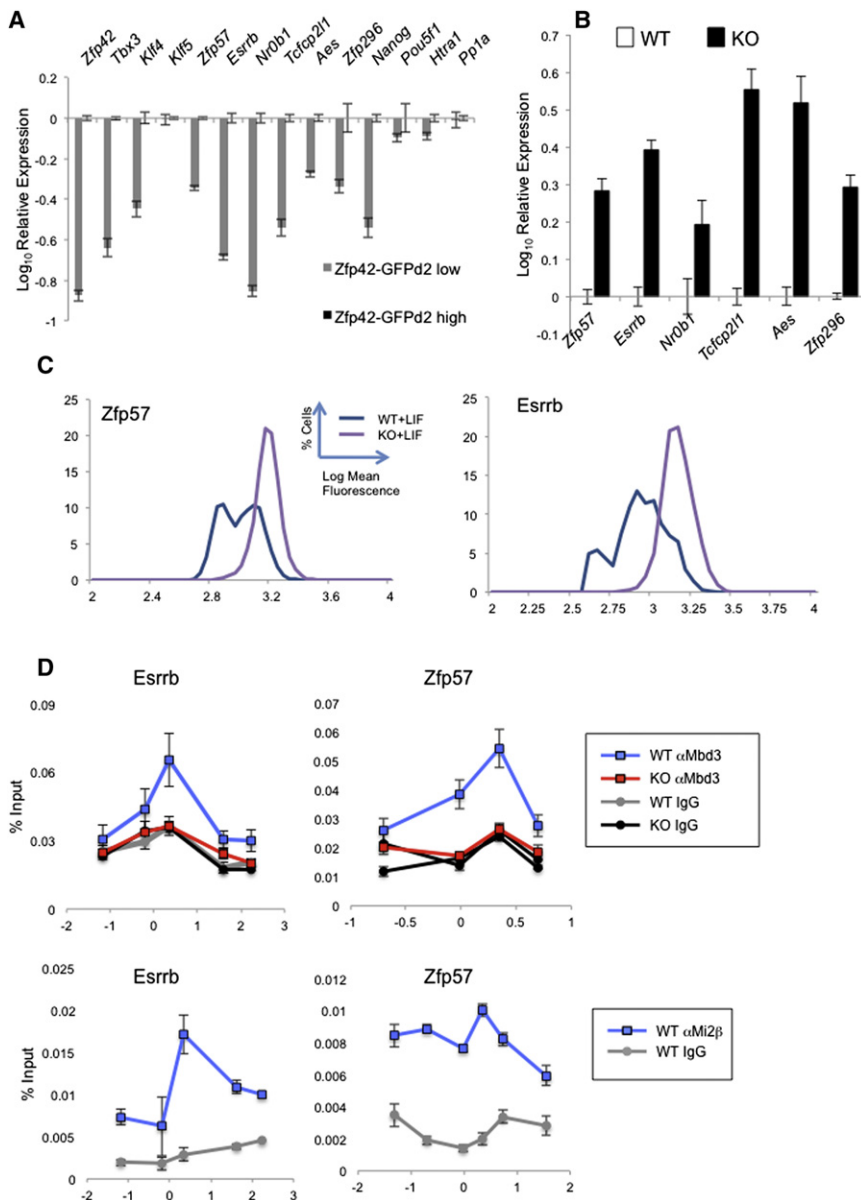 A
Zfp42
Tbx3
Klf4
Klf5
Zfp57
Esrrb
Nr0b1
Tcfcp2l1
Aes
Zfp296
Nanog
Pou5f1
Htra1
Pp1a
Log10 Relative Expression
0.2
0
-0.2
-0.4
-0.6
-0.8
-1
Zfp42-GFPd2 low
Zfp42-GFPd2 high
B
WT
KO
Log10 Relative Expression
0.7
0.6
0.5
0.4
0.3
0.2
0.1
0
-0.1
Zfp57
Esrrb
Nr0b1
Tcfcp2l1
Aes
Zfp296
C
Zfp57
25
20
15
10
5
0
2 2.4 2.8 3.2 3.6 4
% Cells
WT+LIF
KO+LIF
Log Mean
Fluorescence
Esrrb
25
20
15
10
5
0
2 2.25 2.5 2.75 3 3.25 3.5 3.75 4
D
Esrrb
% Input
0.09
0.06
0.03
0
-2 -1 0 1 2 3
Zfp57
0.07
0.06
0.05
0.04
0.03
0.02
0.01
0
-1 -0.5 0 0.5 1
WT αMbd3
KO αMbd3
WT IgG
KO IgG
Esrrb
% Input
0.025
0.02
0.015
0.01
0.005
0
-2 -1 0 1 2 3
Zfp57
0.012
0.01
0.008
0.006
0.004
0.002
0
-2 -1 0 1 2
WT αMi2β
WT IgG